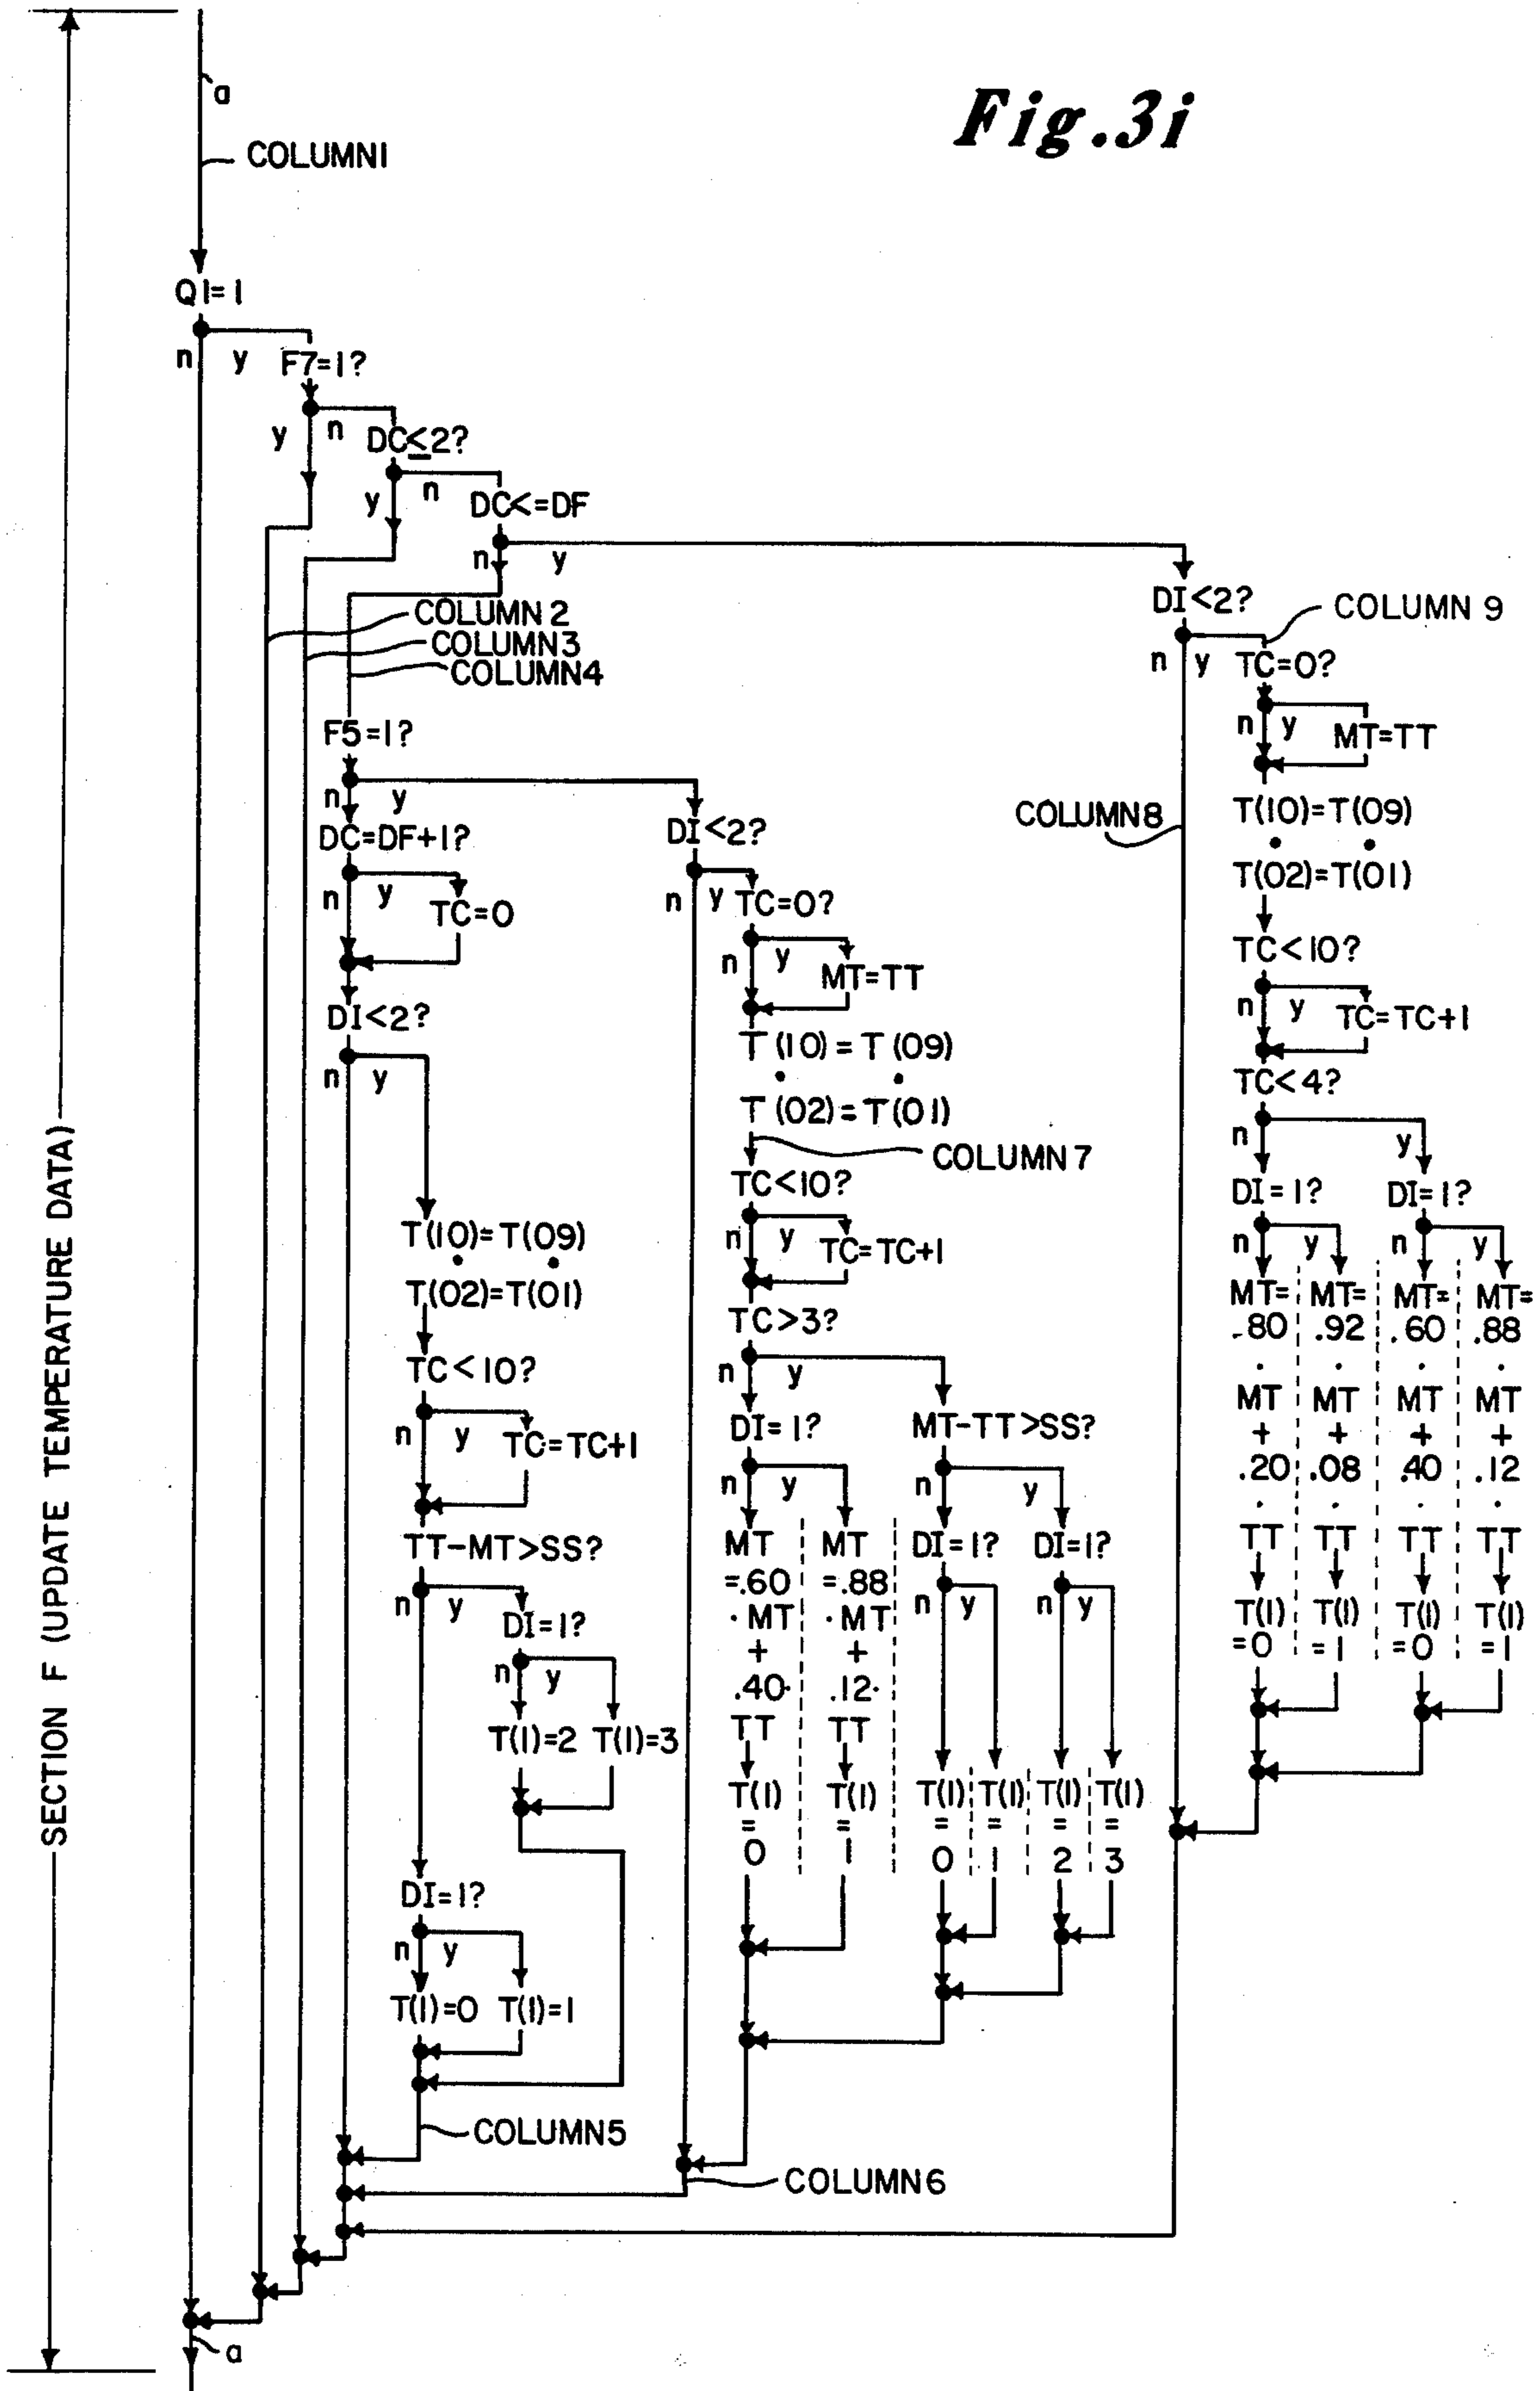 Fig.3i
a
COLUMN1
Q1=1
n y
F7=1?
y n
DC≤2?
y n
DC<=DF
n y
COLUMN 2
COLUMN3
COLUMN4
F5=1?
n y
DC=DF+1?
n y
TC=0
DI<2?
n y
T(10)=T(09)
• •
T(02)=T(01)
TC<10?
n y
TC=TC+1
TT-MT>SS?
n y
DI=1?
n y
T(1)=2 T(1)=3
DI=1?
n y
T(1)=0 T(1)=1
COLUMN5
DI<2?
n y
TC=0?
n y
MT=TT
T(10)=T(09)
• •
T(02)=T(01)
COLUMN 7
TC<10?
n y
TC=TC+1
TC>3?
n y
DI=1?
n y
MT MT
=.60 =.88
·MT ·MT
+ +
.40· .12·
TT TT
T(1) T(1)
= =
0 1
MT-TT>SS?
n y
DI=1? DI=1?
n y n y
T(1) T(1) T(1) T(1)
= = = =
0 1 2 3
COLUMN6
DI<2?
n y
COLUMN8
COLUMN 9
TC=0?
n y
MT=TT
T(10)=T(09)
• •
T(02)=T(01)
TC<10?
n y
TC=TC+1
TC<4?
n y
DI=1? DI=1?
n y n y
MT= MT= MT= MT=
.80 .92 .60 .88
· · · ·
MT MT MT MT
+ + + +
.20 .08 .40 .12
· · · ·
TT TT TT TT
T(1) T(1) T(1) T(1)
=0 =1 =0 =1
SECTION F (UPDATE TEMPERATURE DATA)
a